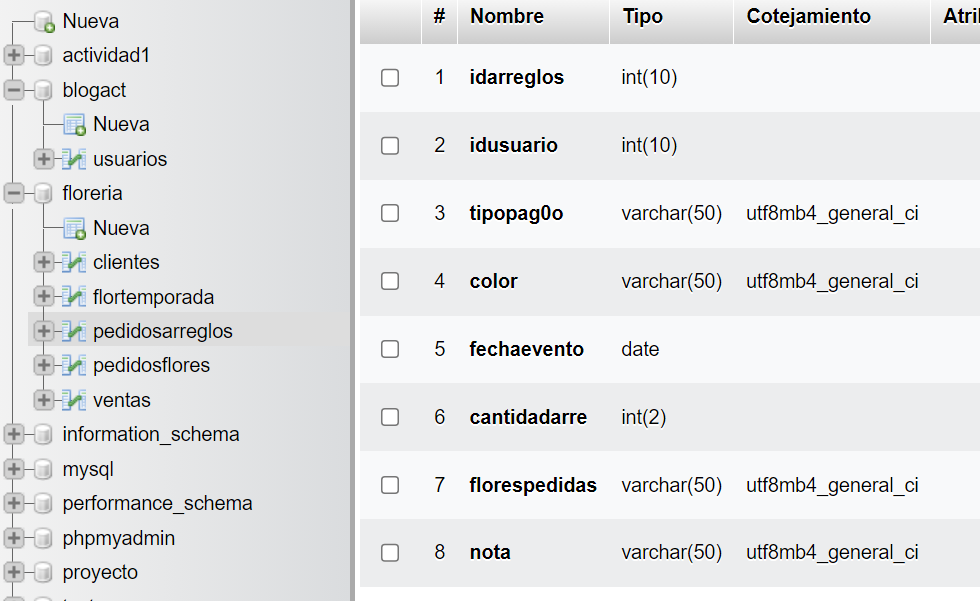 Nueva
actividad1
blogact
Nueva
usuarios
floreria
Nueva
clientes
flortemporada
pedidosarreglos
pedidosflores
ventas
information_schema
mysql
performance_schema
phpmyadmin
proyecto
# Nombre Tipo Cotejamiento Atri
1 idarreglos int(10)
2 idusuario int(10)
3 tipopag0o varchar(50) utf8mb4_general_ci
4 color varchar(50) utf8mb4_general_ci
5 fechaevento date
6 cantidadarre int(2)
7 florespedidas varchar(50) utf8mb4_general_ci
8 nota varchar(50) utf8mb4_general_ci